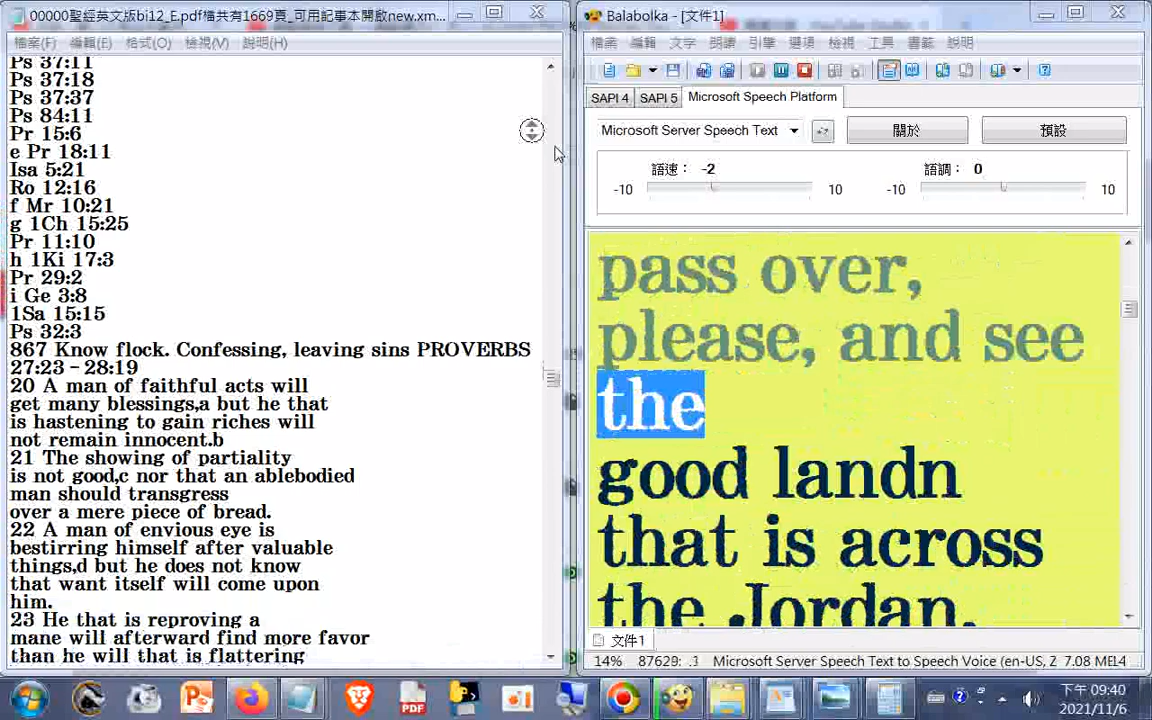 00000聖經英文版bi12_E.pdf檔共有1669頁_可用記事本開啟new.xm...
檔案(F) 編輯(E) 格式(O) 檢視(V) 說明(H)
Ps 37:11
Ps 37:18
Ps 37:37
Ps 84:11
Pr 15:6
e Pr 18:11
Isa 5:21
Ro 12:16
f Mr 10:21
g 1Ch 15:25
Pr 11:10
h 1Ki 17:3
Pr 29:2
i Ge 3:8
1Sa 15:15
Ps 32:3
867 Know flock. Confessing, leaving sins PROVERBS
27:23 – 28:19
20 A man of faithful acts will
get many blessings,a but he that
is hastening to gain riches will
not remain innocent.b
21 The showing of partiality
is not good,c nor that an ablebodied
man should transgress
over a mere piece of bread.
22 A man of envious eye is
bestirring himself after valuable
things,d but he does not know
that want itself will come upon
him.
23 He that is reproving a
mane will afterward find more favor
than he will that is flattering
Balabolka - [文件1]
檔案 編輯 文字 朗讀 引擎 選項 檢視 工具 書籤 說明
SAPI 4 SAPI 5 Microsoft Speech Platform
Microsoft Server Speech Text 關於 預設
語速： -2 語調： 0
-10 10 -10 10
pass over,
please, and see
the
good landn
that is across
the Jordan,
文件1
14% 87629: Microsoft Server Speech Text to Speech Voice (en-US, Z 7.08 MB
下午 09:40
2021/11/6